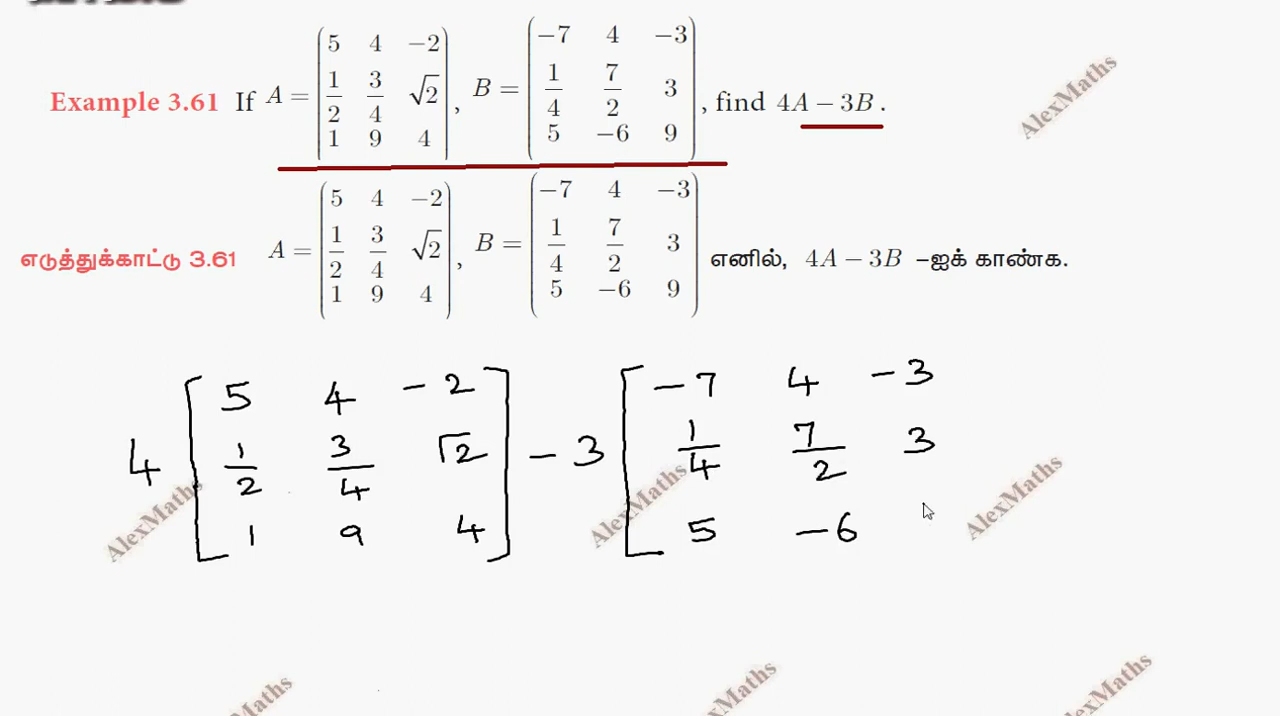 Example 3.61 If A = ( 5 4 −2 ; 1/2 3/4 √2 ; 1 9 4 ), B = ( −7 4 −3 ; 1/4 7/2 3 ; 5 −6 9 ), find 4A − 3B .
எடுத்துக்காட்டு 3.61 A = ( 5 4 −2 ; 1/2 3/4 √2 ; 1 9 4 ), B = ( −7 4 −3 ; 1/4 7/2 3 ; 5 −6 9 ) எனில், 4A − 3B –ஐக் காண்க.
4 [ 5 4 −2 ; 1/2 3/4 √2 ; 1 9 4 ] − 3 [ −7 4 −3 ; 1/4 7/2 3 ; 5 −6
AlexMaths
AlexMaths
AlexMaths
AlexMaths
AlexMaths
AlexMaths
AlexMaths